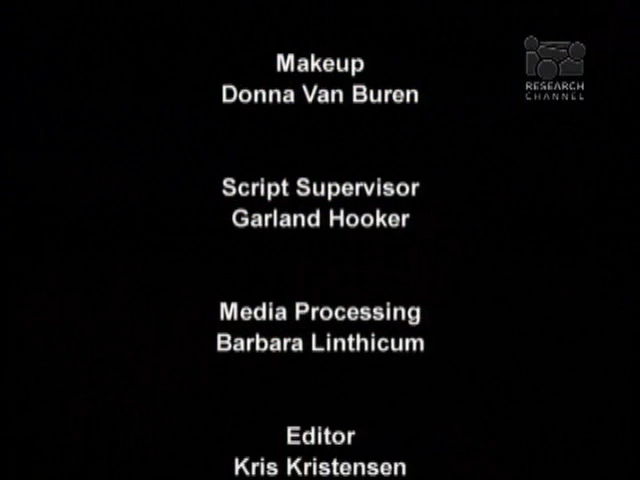 Makeup
Donna Van Buren
RESEARCH
CHANNEL
Script Supervisor
Garland Hooker
Media Processing
Barbara Linthicum
Editor
Kris Kristensen